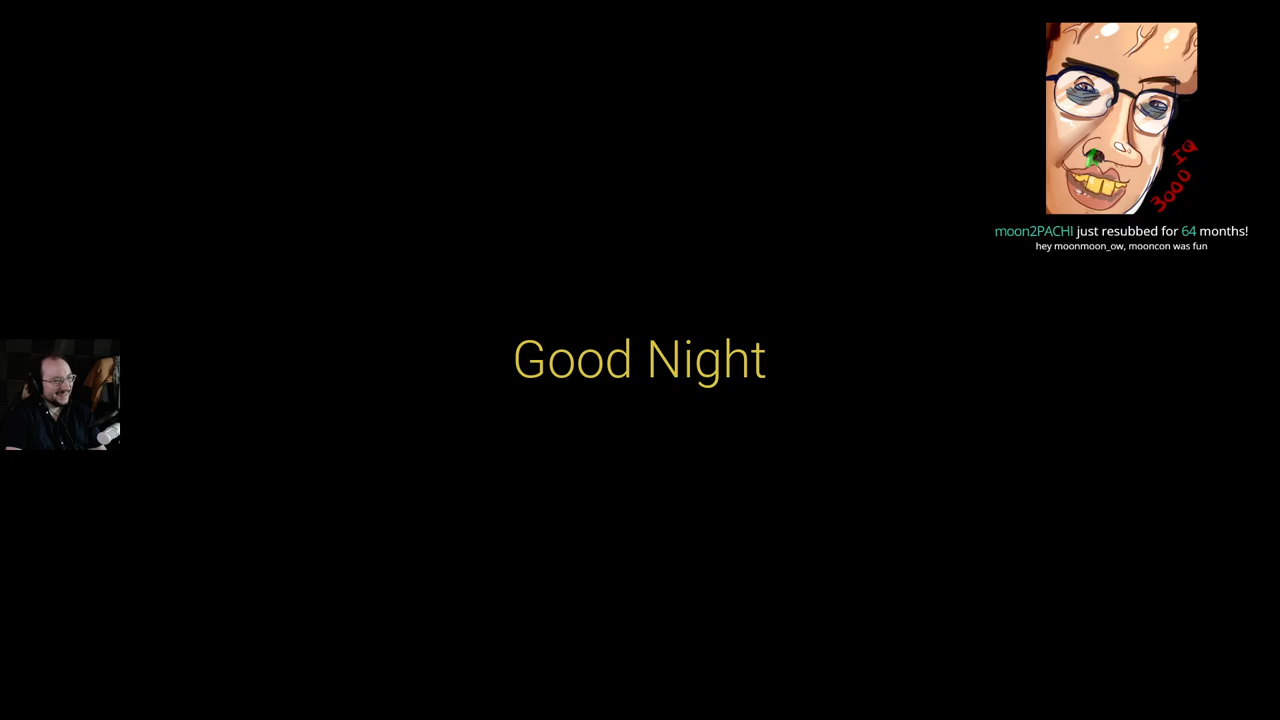 3000 IQ
moon2PACHI just resubbed for 64 months!
hey moonmoon_ow, mooncon was fun
Good Night